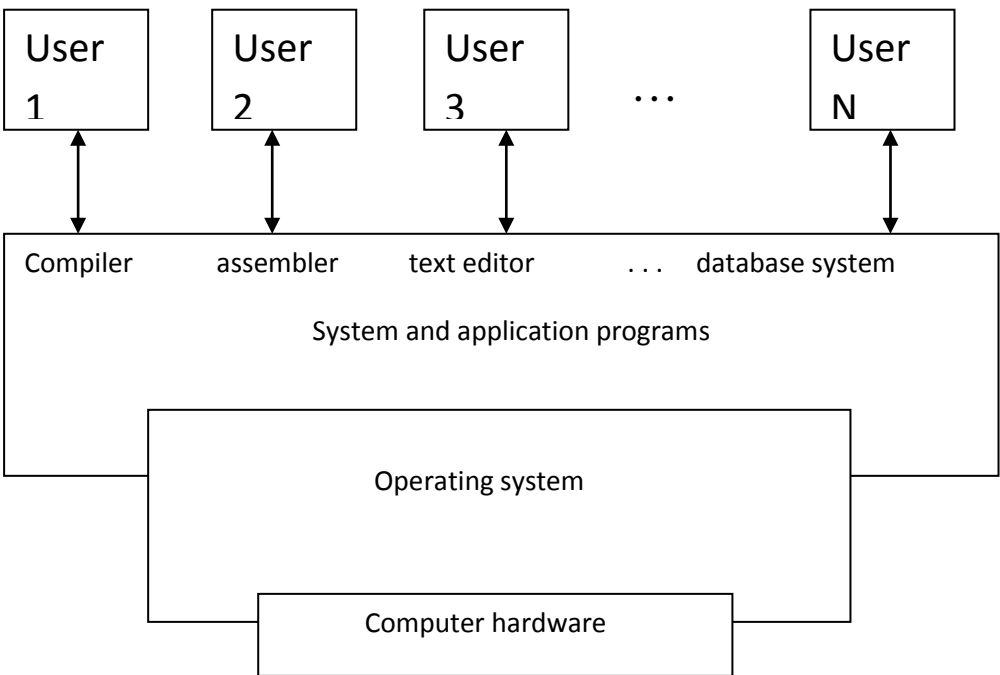 User
1
User
2
User
3
...
User
N
Compiler assembler text editor . . . database system
System and application programs
Operating system
Computer hardware